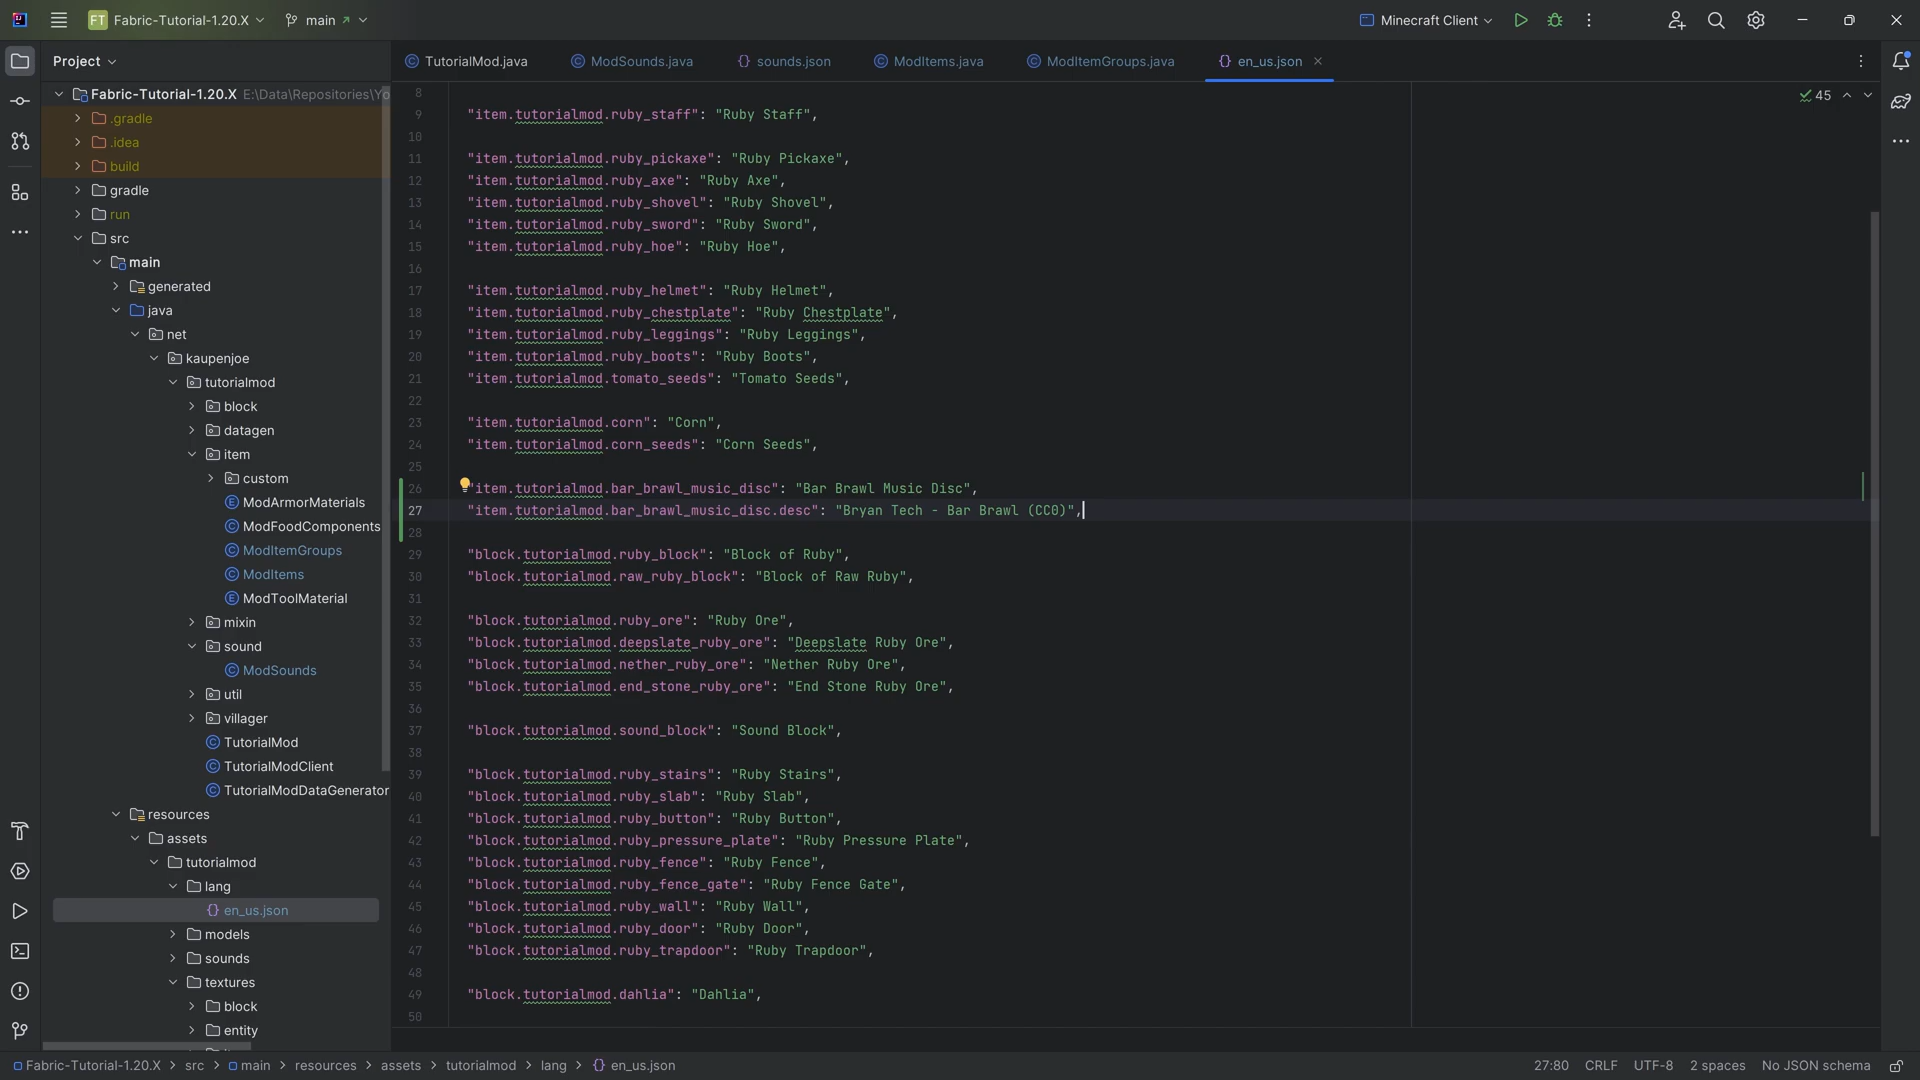 FT Fabric-Tutorial-1.20.X main Minecraft Client
Project TutorialMod.java ModSounds.java sounds.json ModItems.java ModItemGroups.java en_us.json
Fabric-Tutorial-1.20.X E:\Data\Repositories\Yo
.gradle
.idea
build
gradle
run
src
main
generated
java
net
kaupenjoe
tutorialmod
block
datagen
item
custom
ModArmorMaterials
ModFoodComponents
ModItemGroups
ModItems
ModToolMaterial
mixin
sound
ModSounds
util
villager
TutorialMod
TutorialModClient
TutorialModDataGenerator
resources
assets
tutorialmod
lang
en_us.json
models
sounds
textures
block
entity
45
8
9 "item.tutorialmod.ruby_staff": "Ruby Staff",
10
11 "item.tutorialmod.ruby_pickaxe": "Ruby Pickaxe",
12 "item.tutorialmod.ruby_axe": "Ruby Axe",
13 "item.tutorialmod.ruby_shovel": "Ruby Shovel",
14 "item.tutorialmod.ruby_sword": "Ruby Sword",
15 "item.tutorialmod.ruby_hoe": "Ruby Hoe",
16
17 "item.tutorialmod.ruby_helmet": "Ruby Helmet",
18 "item.tutorialmod.ruby_chestplate": "Ruby Chestplate",
19 "item.tutorialmod.ruby_leggings": "Ruby Leggings",
20 "item.tutorialmod.ruby_boots": "Ruby Boots",
21 "item.tutorialmod.tomato_seeds": "Tomato Seeds",
22
23 "item.tutorialmod.corn": "Corn",
24 "item.tutorialmod.corn_seeds": "Corn Seeds",
25
26 "item.tutorialmod.bar_brawl_music_disc": "Bar Brawl Music Disc",
27 "item.tutorialmod.bar_brawl_music_disc.desc": "Bryan Tech - Bar Brawl (CC0)",
28
29 "block.tutorialmod.ruby_block": "Block of Ruby",
30 "block.tutorialmod.raw_ruby_block": "Block of Raw Ruby",
31
32 "block.tutorialmod.ruby_ore": "Ruby Ore",
33 "block.tutorialmod.deepslate_ruby_ore": "Deepslate Ruby Ore",
34 "block.tutorialmod.nether_ruby_ore": "Nether Ruby Ore",
35 "block.tutorialmod.end_stone_ruby_ore": "End Stone Ruby Ore",
36
37 "block.tutorialmod.sound_block": "Sound Block",
38
39 "block.tutorialmod.ruby_stairs": "Ruby Stairs",
40 "block.tutorialmod.ruby_slab": "Ruby Slab",
41 "block.tutorialmod.ruby_button": "Ruby Button",
42 "block.tutorialmod.ruby_pressure_plate": "Ruby Pressure Plate",
43 "block.tutorialmod.ruby_fence": "Ruby Fence",
44 "block.tutorialmod.ruby_fence_gate": "Ruby Fence Gate",
45 "block.tutorialmod.ruby_wall": "Ruby Wall",
46 "block.tutorialmod.ruby_door": "Ruby Door",
47 "block.tutorialmod.ruby_trapdoor": "Ruby Trapdoor",
48
49 "block.tutorialmod.dahlia": "Dahlia",
50
Fabric-Tutorial-1.20.X > src > main > resources > assets > tutorialmod > lang > en_us.json 27:80 CRLF UTF-8 2 spaces No JSON schema